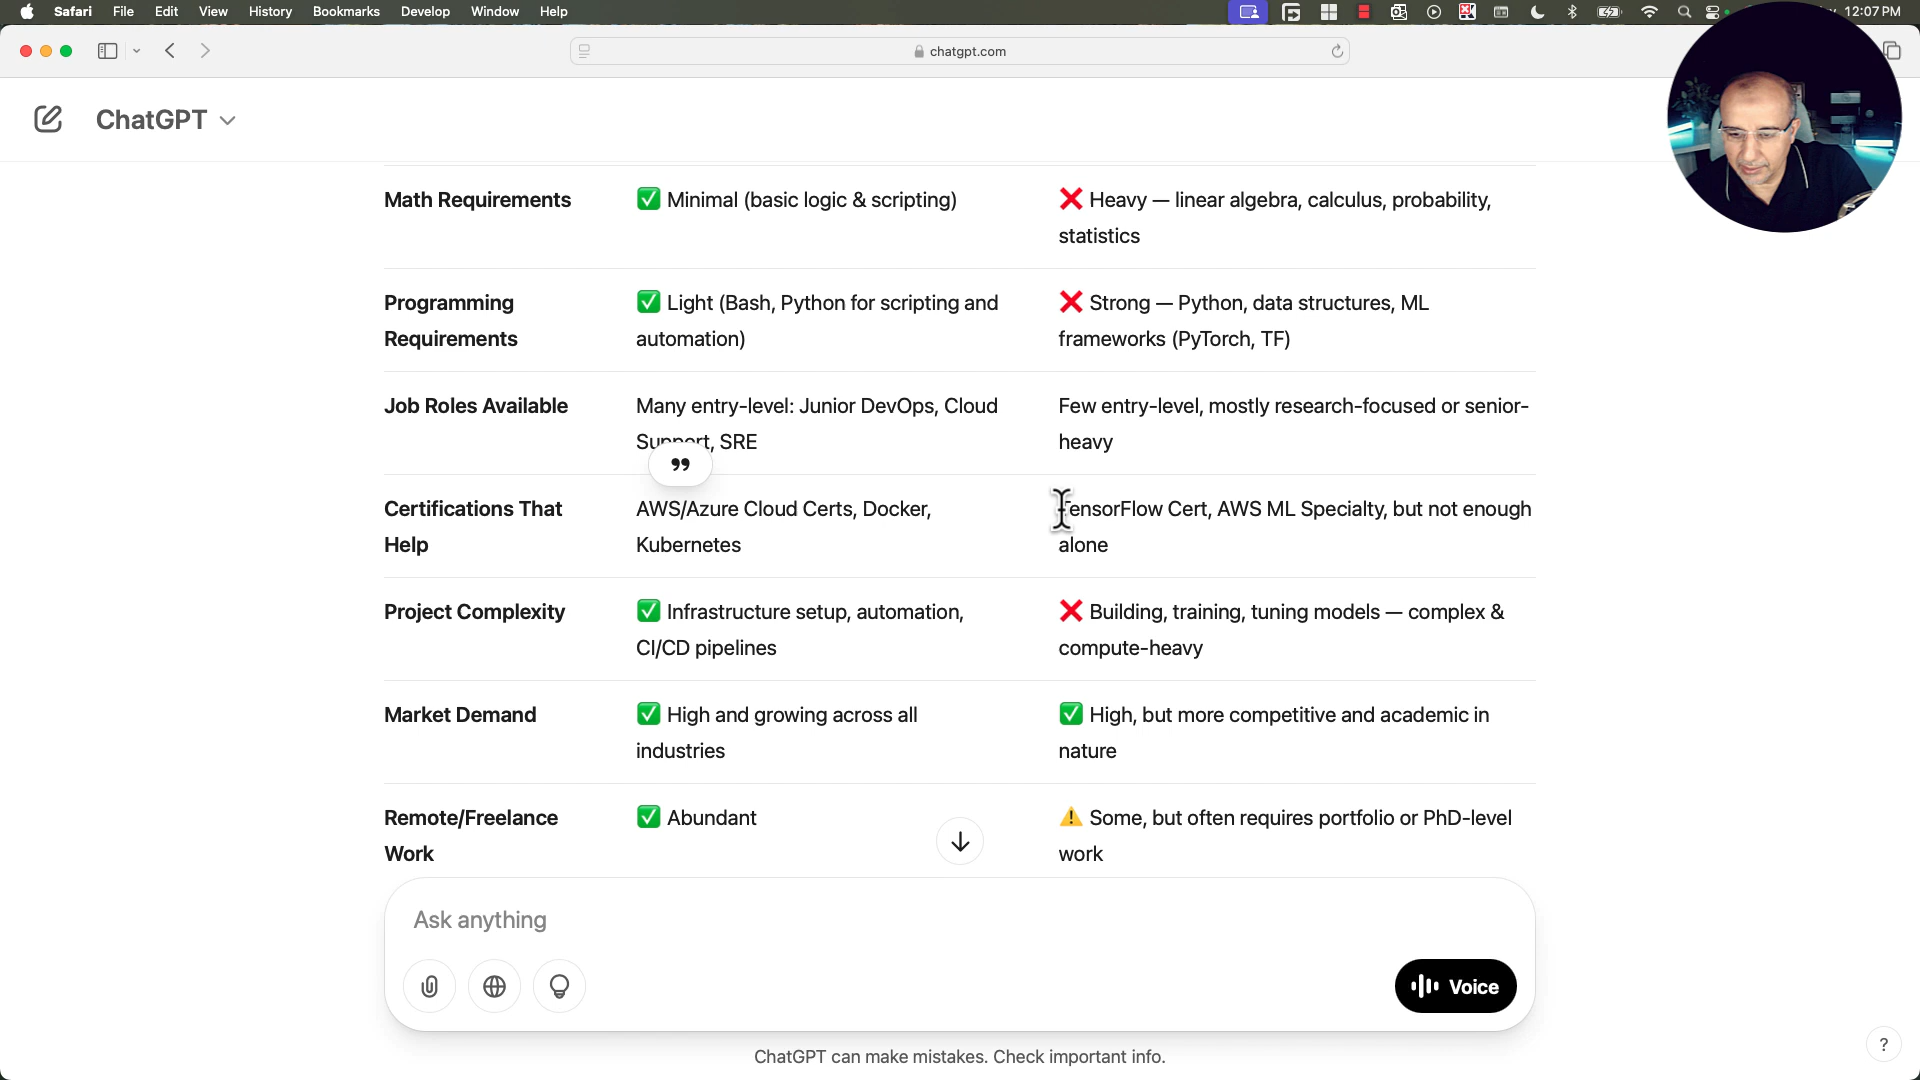 Safari File Edit View History Bookmarks Develop Window Help 12:07 PM
chatgpt.com
ChatGPT
Math Requirements ✅ Minimal (basic logic & scripting) ❌ Heavy — linear algebra, calculus, probability,
statistics
Programming ✅ Light (Bash, Python for scripting and ❌ Strong — Python, data structures, ML
Requirements automation) frameworks (PyTorch, TF)
Job Roles Available Many entry-level: Junior DevOps, Cloud Few entry-level, mostly research-focused or senior-
Support, SRE heavy
Certifications That AWS/Azure Cloud Certs, Docker, TensorFlow Cert, AWS ML Specialty, but not enough
Help Kubernetes alone
Project Complexity ✅ Infrastructure setup, automation, ❌ Building, training, tuning models — complex &
CI/CD pipelines compute-heavy
Market Demand ✅ High and growing across all ✅ High, but more competitive and academic in
industries nature
Remote/Freelance ✅ Abundant ⚠️ Some, but often requires portfolio or PhD-level
Work work
Ask anything
Voice
ChatGPT can make mistakes. Check important info.
?